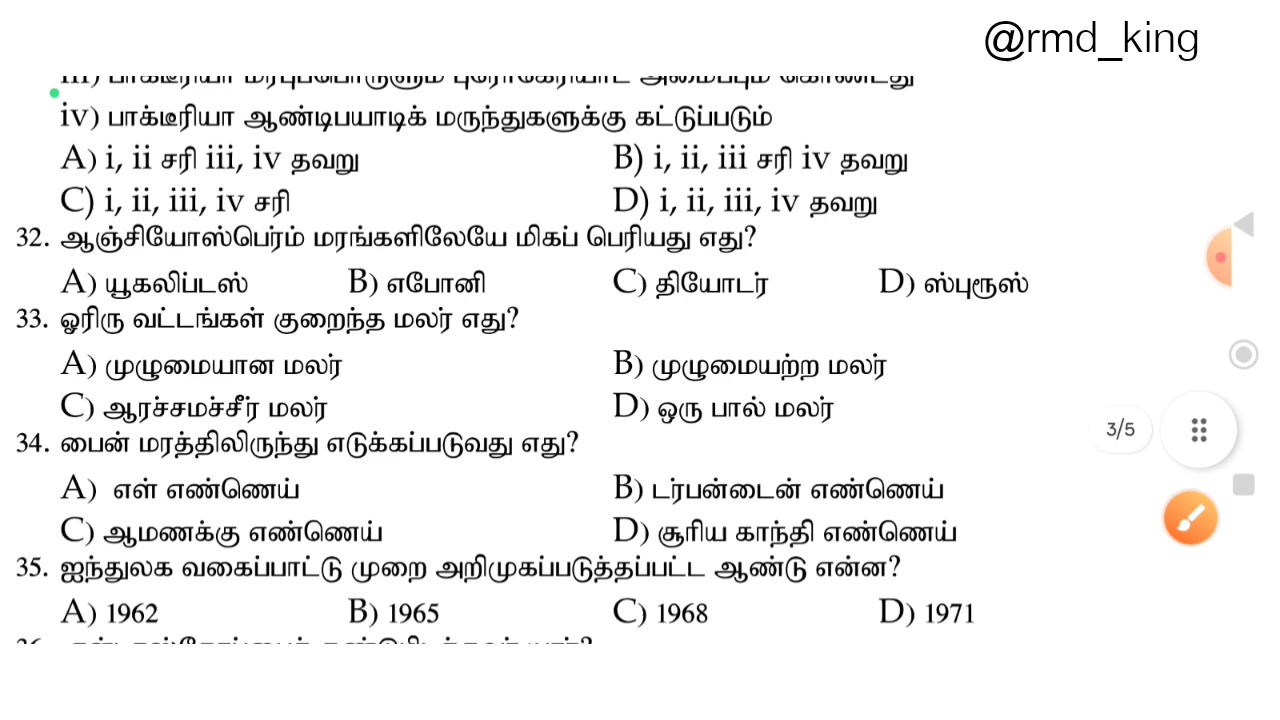 @rmd_king
iii) பாக்டீரியா மரபுப்பொருளும் புரோகேரியாட் அமைப்பும் கொண்டது
iv) பாக்டீரியா ஆண்டிபயாடிக் மருந்துகளுக்கு கட்டுப்படும்
A) i, ii சரி iii, iv தவறு B) i, ii, iii சரி iv தவறு
C) i, ii, iii, iv சரி D) i, ii, iii, iv தவறு
32. ஆஞ்சியோஸ்பெர்ம் மரங்களிலேயே மிகப் பெரியது எது?
A) யூகலிப்டஸ் B) எபோனி C) தியோடர் D) ஸ்புரூஸ்
33. ஓரிரு வட்டங்கள் குறைந்த மலர் எது?
A) முழுமையான மலர் B) முழுமையற்ற மலர்
C) ஆரச்சமச்சீர் மலர் D) ஒரு பால் மலர்
3/5
34. பைன் மரத்திலிருந்து எடுக்கப்படுவது எது?
A) எள் எண்ணெய் B) டர்பன்டைன் எண்ணெய்
C) ஆமணக்கு எண்ணெய் D) சூரிய காந்தி எண்ணெய்
35. ஐந்துலக வகைப்பாட்டு முறை அறிமுகப்படுத்தப்பட்ட ஆண்டு என்ன?
A) 1962 B) 1965 C) 1968 D) 1971